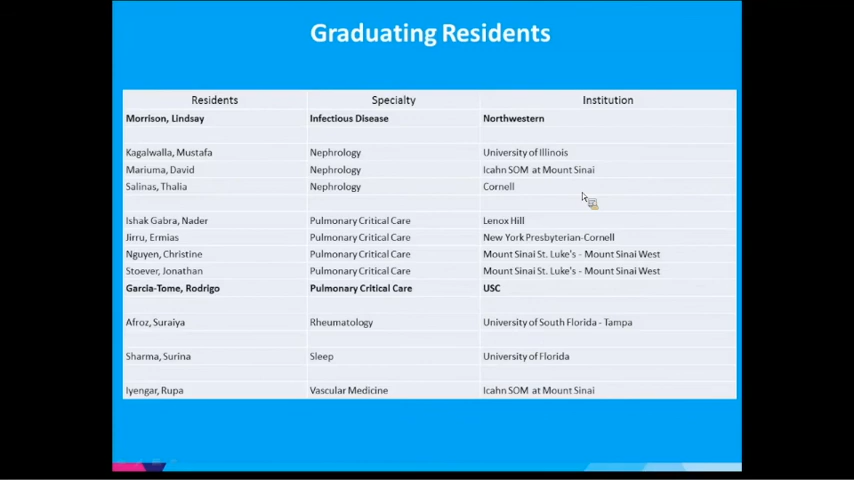 Graduating Residents
Residents Specialty Institution
Morrison, Lindsay Infectious Disease Northwestern
Kagalwalla, Mustafa Nephrology University of Illinois
Mariuma, David Nephrology Icahn SOM at Mount Sinai
Salinas, Thalia Nephrology Cornell
Ishak Gabra, Nader Pulmonary Critical Care Lenox Hill
Jirru, Ermias Pulmonary Critical Care New York Presbyterian-Cornell
Nguyen, Christine Pulmonary Critical Care Mount Sinai St. Luke's - Mount Sinai West
Stoever, Jonathan Pulmonary Critical Care Mount Sinai St. Luke's - Mount Sinai West
Garcia-Tome, Rodrigo Pulmonary Critical Care USC
Afroz, Suraiya Rheumatology University of South Florida - Tampa
Sharma, Surina Sleep University of Florida
Iyengar, Rupa Vascular Medicine Icahn SOM at Mount Sinai